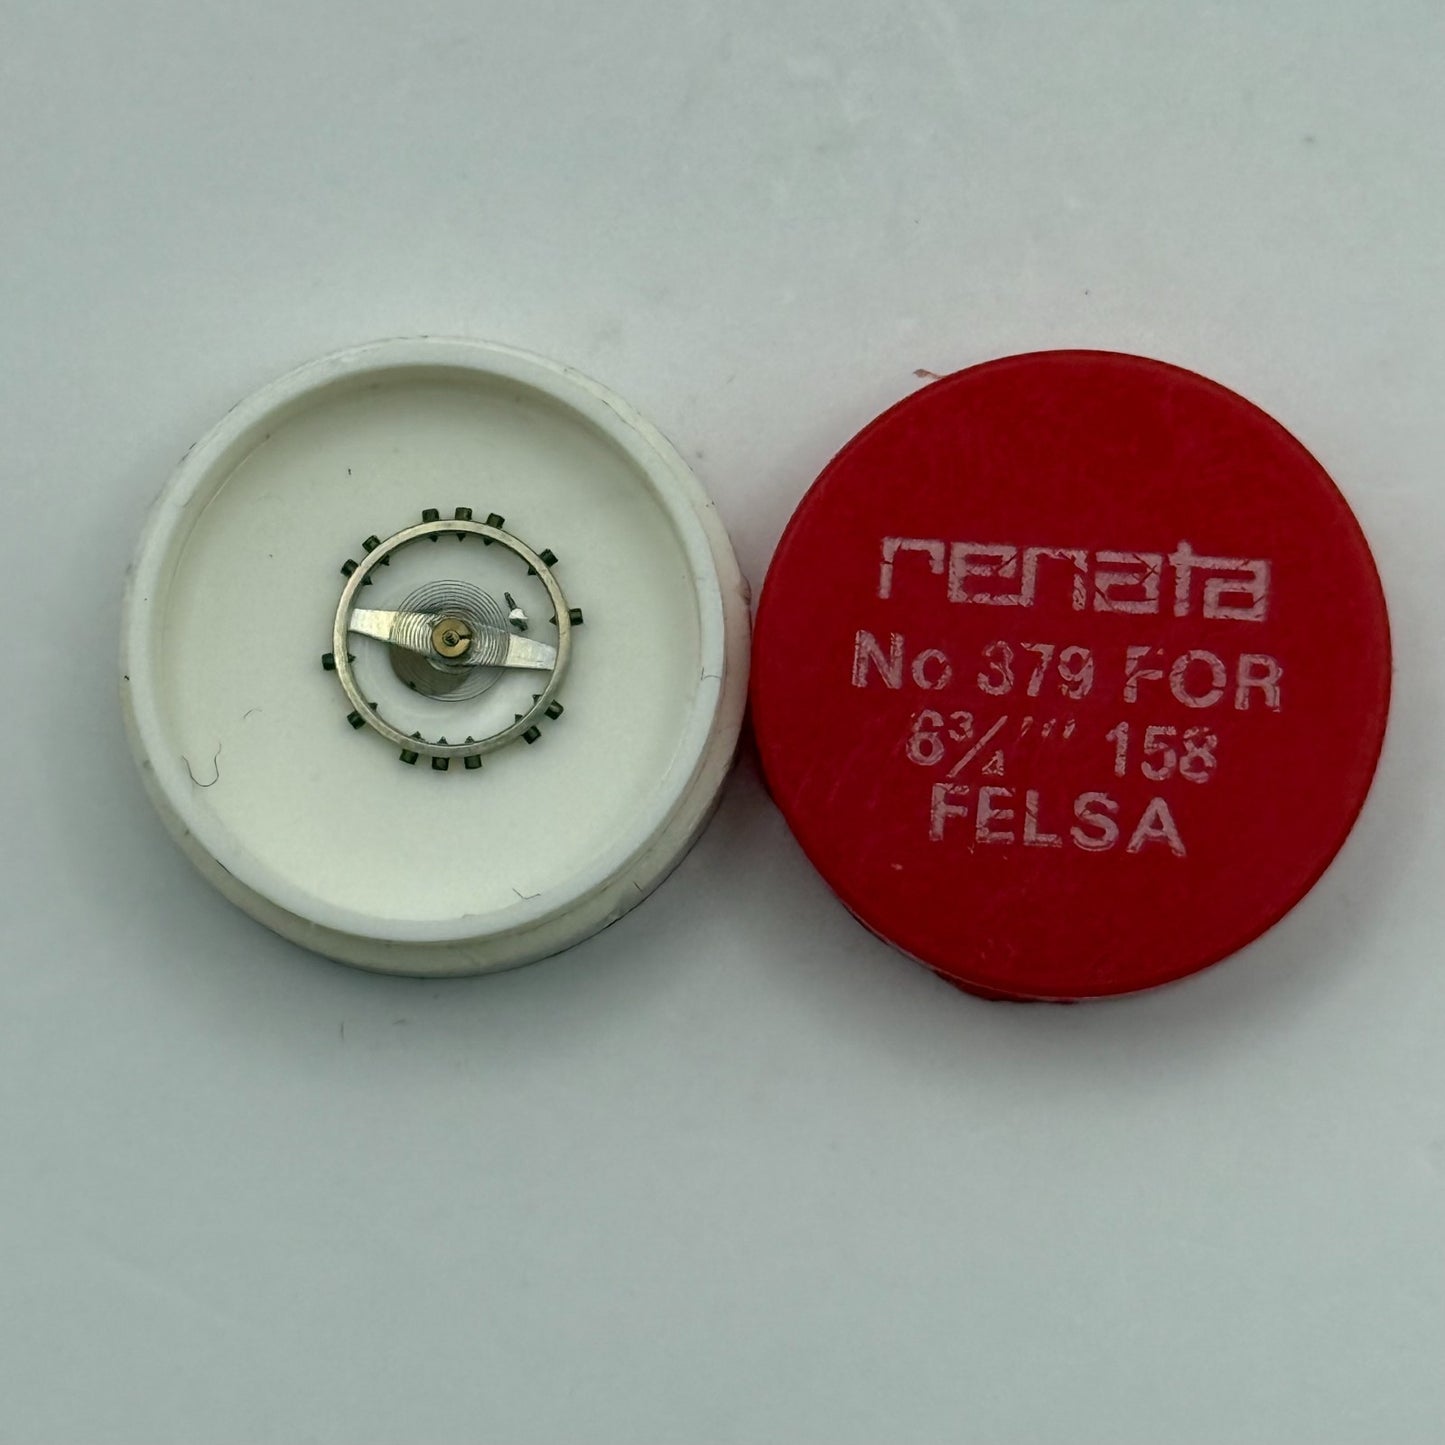 renata
No 379 FOR
6¾''' 158
FELSA